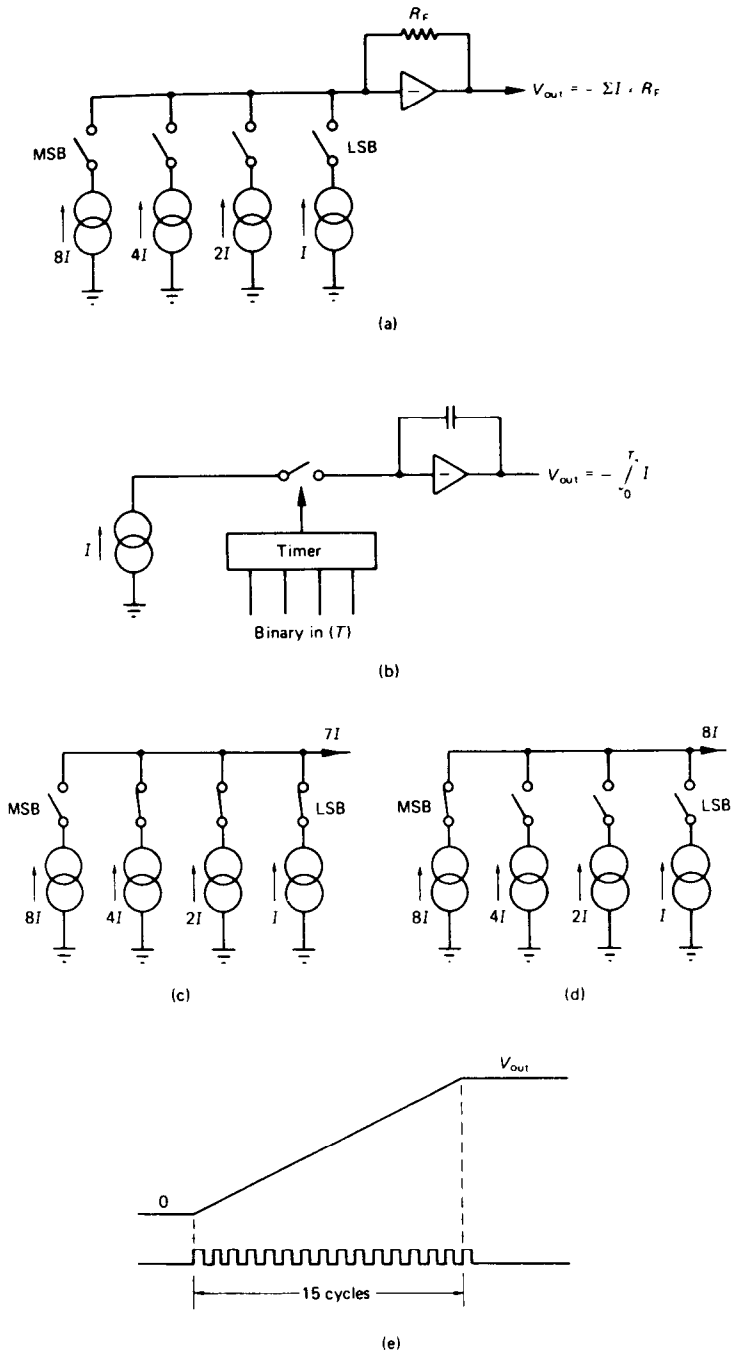 R_F
V_out = - ΣI . R_F
MSB
LSB
8I
4I
2I
I
(a)
V_out = - ∫ I
T
0
I
Timer
Binary in (T)
(b)
7I
8I
MSB
LSB
MSB
LSB
8I
4I
2I
I
8I
4I
2I
I
(c)
(d)
V_out
0
15 cycles
(e)